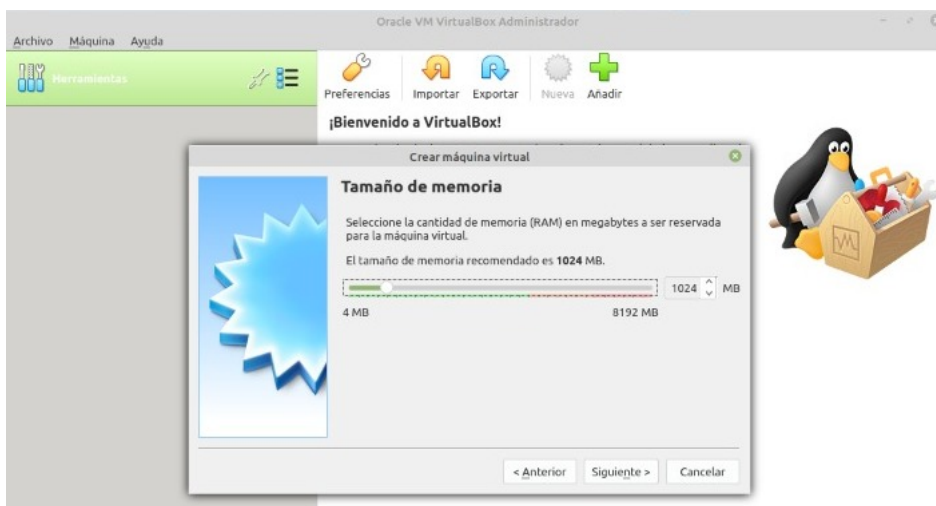 Oracle VM VirtualBox Administrador
Archivo Máquina Ayuda
Herramientas
Preferencias Importar Exportar Nueva Añadir
¡Bienvenido a VirtualBox!
Crear máquina virtual
Tamaño de memoria
Seleccione la cantidad de memoria (RAM) en megabytes a ser reservada
para la máquina virtual.
El tamaño de memoria recomendado es 1024 MB.
1024 MB
4 MB 8192 MB
< Anterior Siguiente > Cancelar